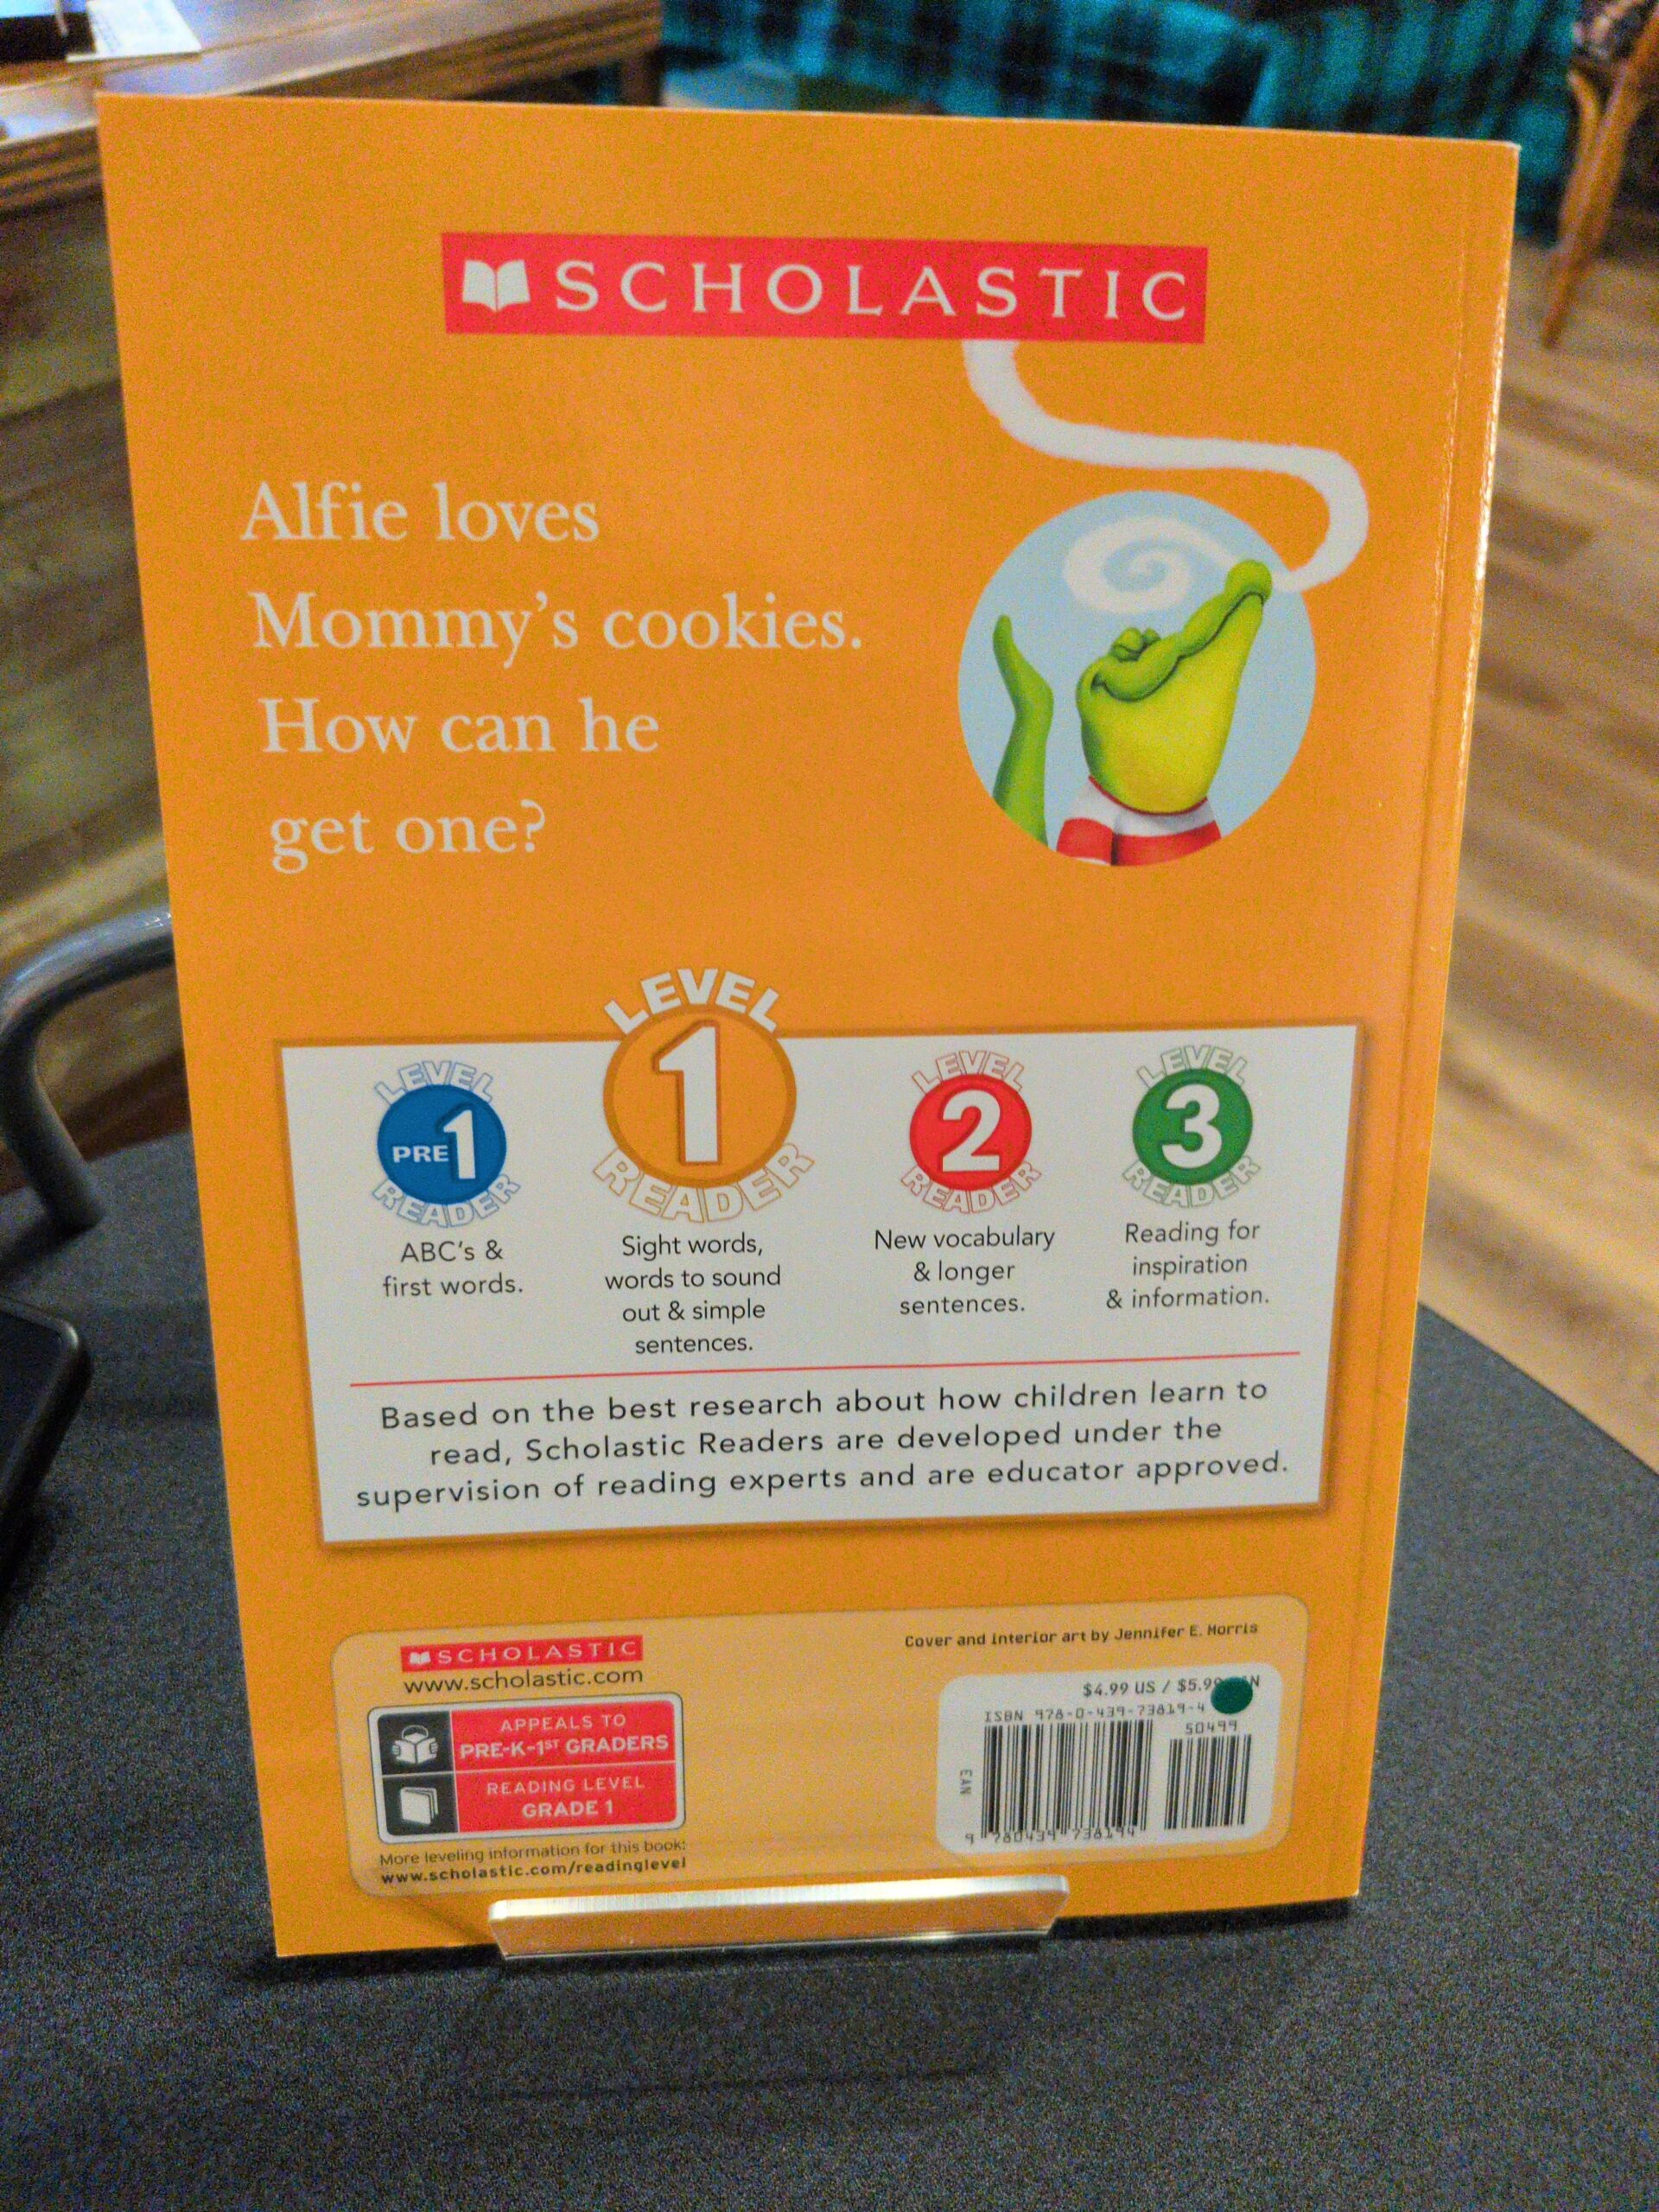 SCHOLASTIC
Alfie loves
Mommy's cookies.
How can he
get one?
LEVEL
PRE 1
READER
ABC's &
first words.
LEVEL
1
READER
Sight words,
words to sound
out & simple
sentences.
LEVEL
2
READER
New vocabulary
& longer
sentences.
LEVEL
3
READER
Reading for
inspiration
& information.
Based on the best research about how children learn to
read, Scholastic Readers are developed under the
supervision of reading experts and are educator approved.
SCHOLASTIC
www.scholastic.com
APPEALS TO
PRE-K–1ST GRADERS
READING LEVEL
GRADE 1
More leveling information for this book:
www.scholastic.com/readinglevel
Cover and interior art by Jennifer E. Morris
$4.99 US / $5.99
ISBN 978-0-439-73819-4
50499
EAN
9 780439 738194